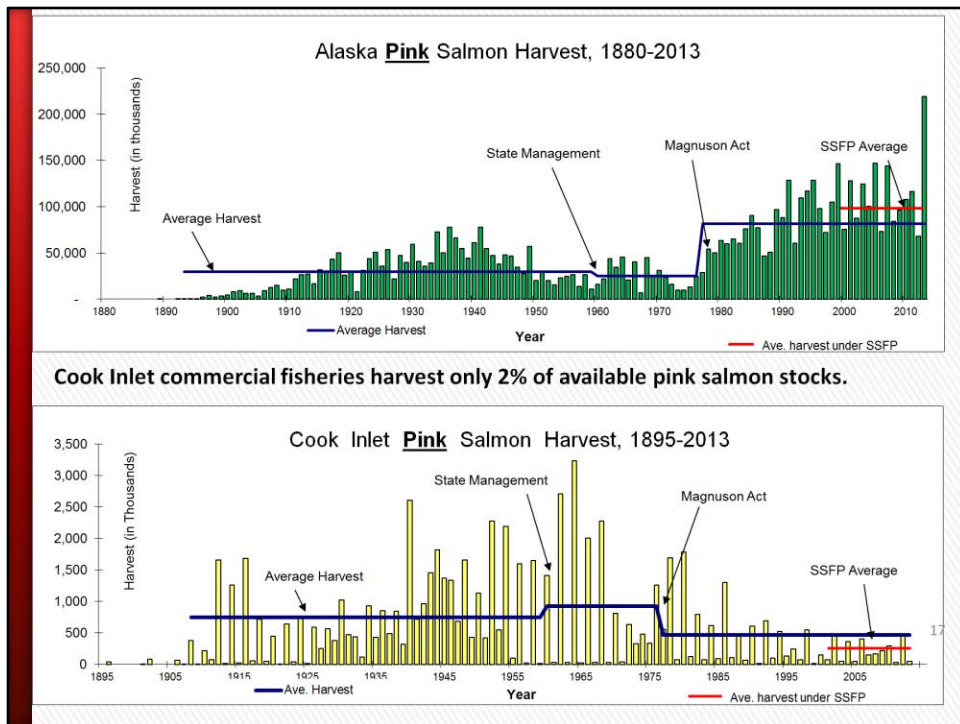 Alaska Pink Salmon Harvest, 1880-2013
250,000
200,000
150,000
100,000
50,000
-
Harvest (in thousands)
State Management
Magnuson Act
SSFP Average
Average Harvest
1880 1890 1900 1910 1920 1930 1940 1950 1960 1970 1980 1990 2000 2010
Average Harvest
Year
Ave. harvest under SSFP
Cook Inlet commercial fisheries harvest only 2% of available pink salmon stocks.
Cook Inlet Pink Salmon Harvest, 1895-2013
3,500
3,000
2,500
2,000
1,500
1,000
500
0
Harvest (in Thousands)
State Management
Magnuson Act
Average Harvest
SSFP Average
17
1895 1905 1915 1925 1935 1945 1955 1965 1975 1985 1995 2005
Ave. Harvest
Year
Ave. harvest under SSFP